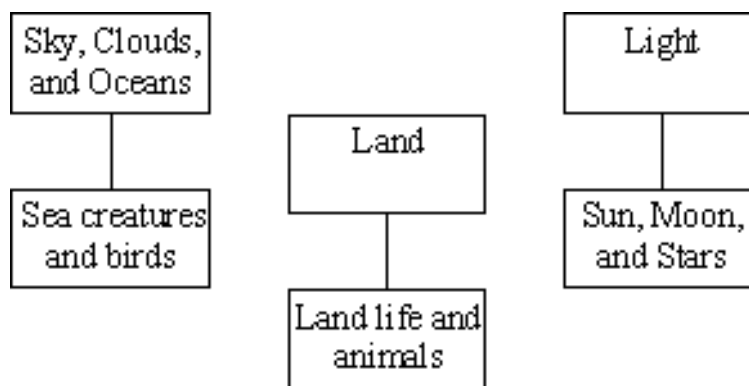 Sky, Clouds,
and Oceans
Light
Land
Sea creatures
and birds
Sun, Moon,
and Stars
Land life and
animals